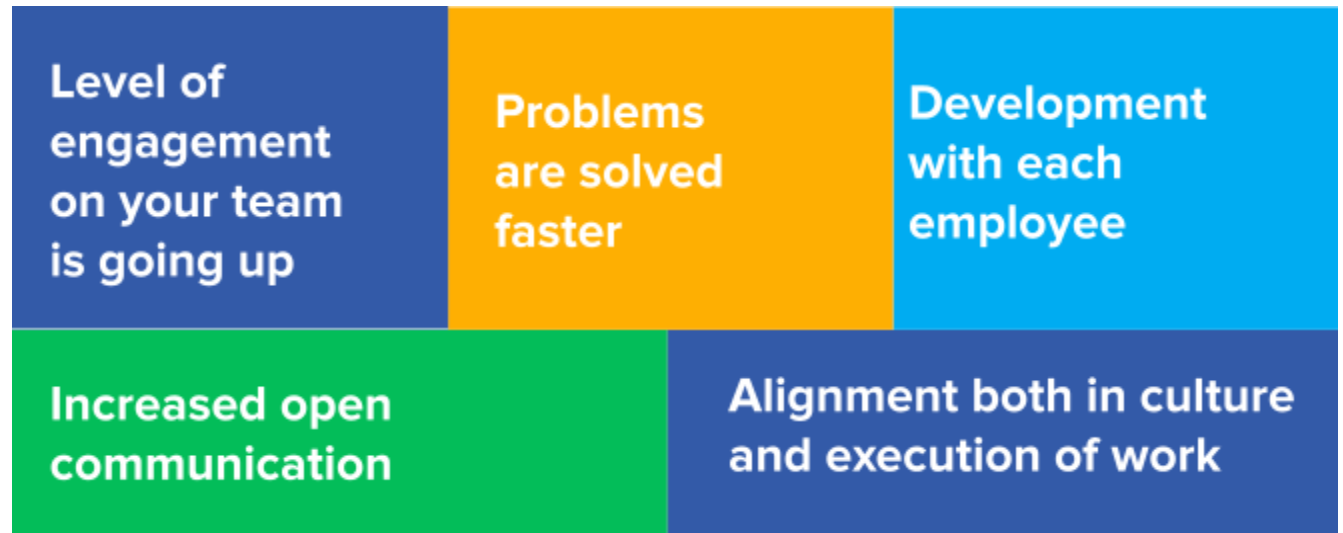 Level of
engagement
on your team
is going up
Problems
are solved
faster
Development
with each
employee
Increased open
communication
Alignment both in culture
and execution of work